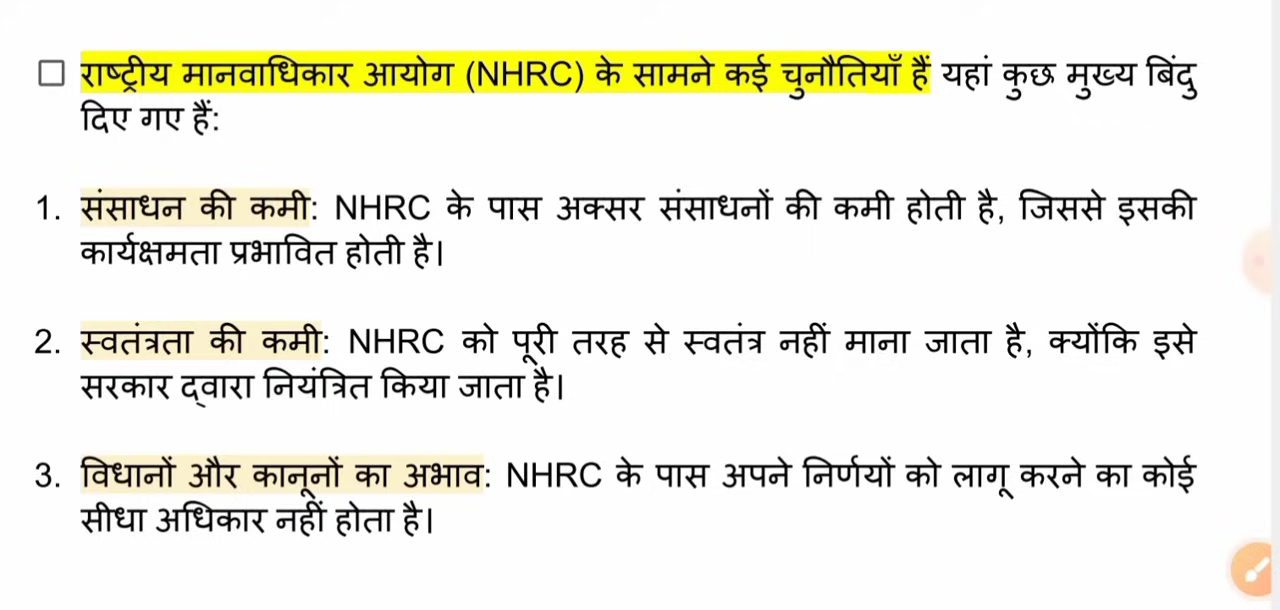 राष्ट्रीय मानवाधिकार आयोग (NHRC) के सामने कई चुनौतियाँ हैं यहां कुछ मुख्य बिंदु
दिए गए हैं:
1. संसाधन की कमी: NHRC के पास अक्सर संसाधनों की कमी होती है, जिससे इसकी
कार्यक्षमता प्रभावित होती है।
2. स्वतंत्रता की कमी: NHRC को पूरी तरह से स्वतंत्र नहीं माना जाता है, क्योंकि इसे
सरकार द्वारा नियंत्रित किया जाता है।
3. विधानों और कानूनों का अभाव: NHRC के पास अपने निर्णयों को लागू करने का कोई
सीधा अधिकार नहीं होता है।